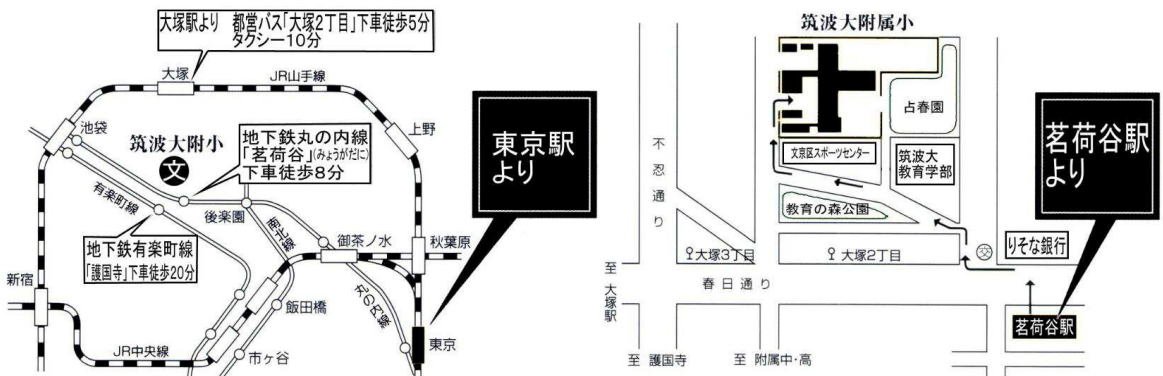 大塚駅より 都営バス「大塚2丁目」下車徒歩5分
タクシー10分
大塚
JR山手線
池袋
上野
筑波大附小
文
地下鉄丸の内線
「茗荷谷」(みょうがだに)
下車徒歩8分
有楽町線
後楽園
南北線
御茶ノ水
秋葉原
地下鉄有楽町線
「護国寺」下車徒歩20分
新宿
飯田橋
丸の内線
JR中央線
市ヶ谷
東京
東京駅
より
筑波大附属小
占春園
不忍通り
文京区スポーツセンター
筑波大
教育学部
教育の森公園
茗荷谷駅
より
大塚3丁目
大塚2丁目
りそな銀行
春日通り
至大塚駅
茗荷谷駅
至 護国寺
至 附属中・高